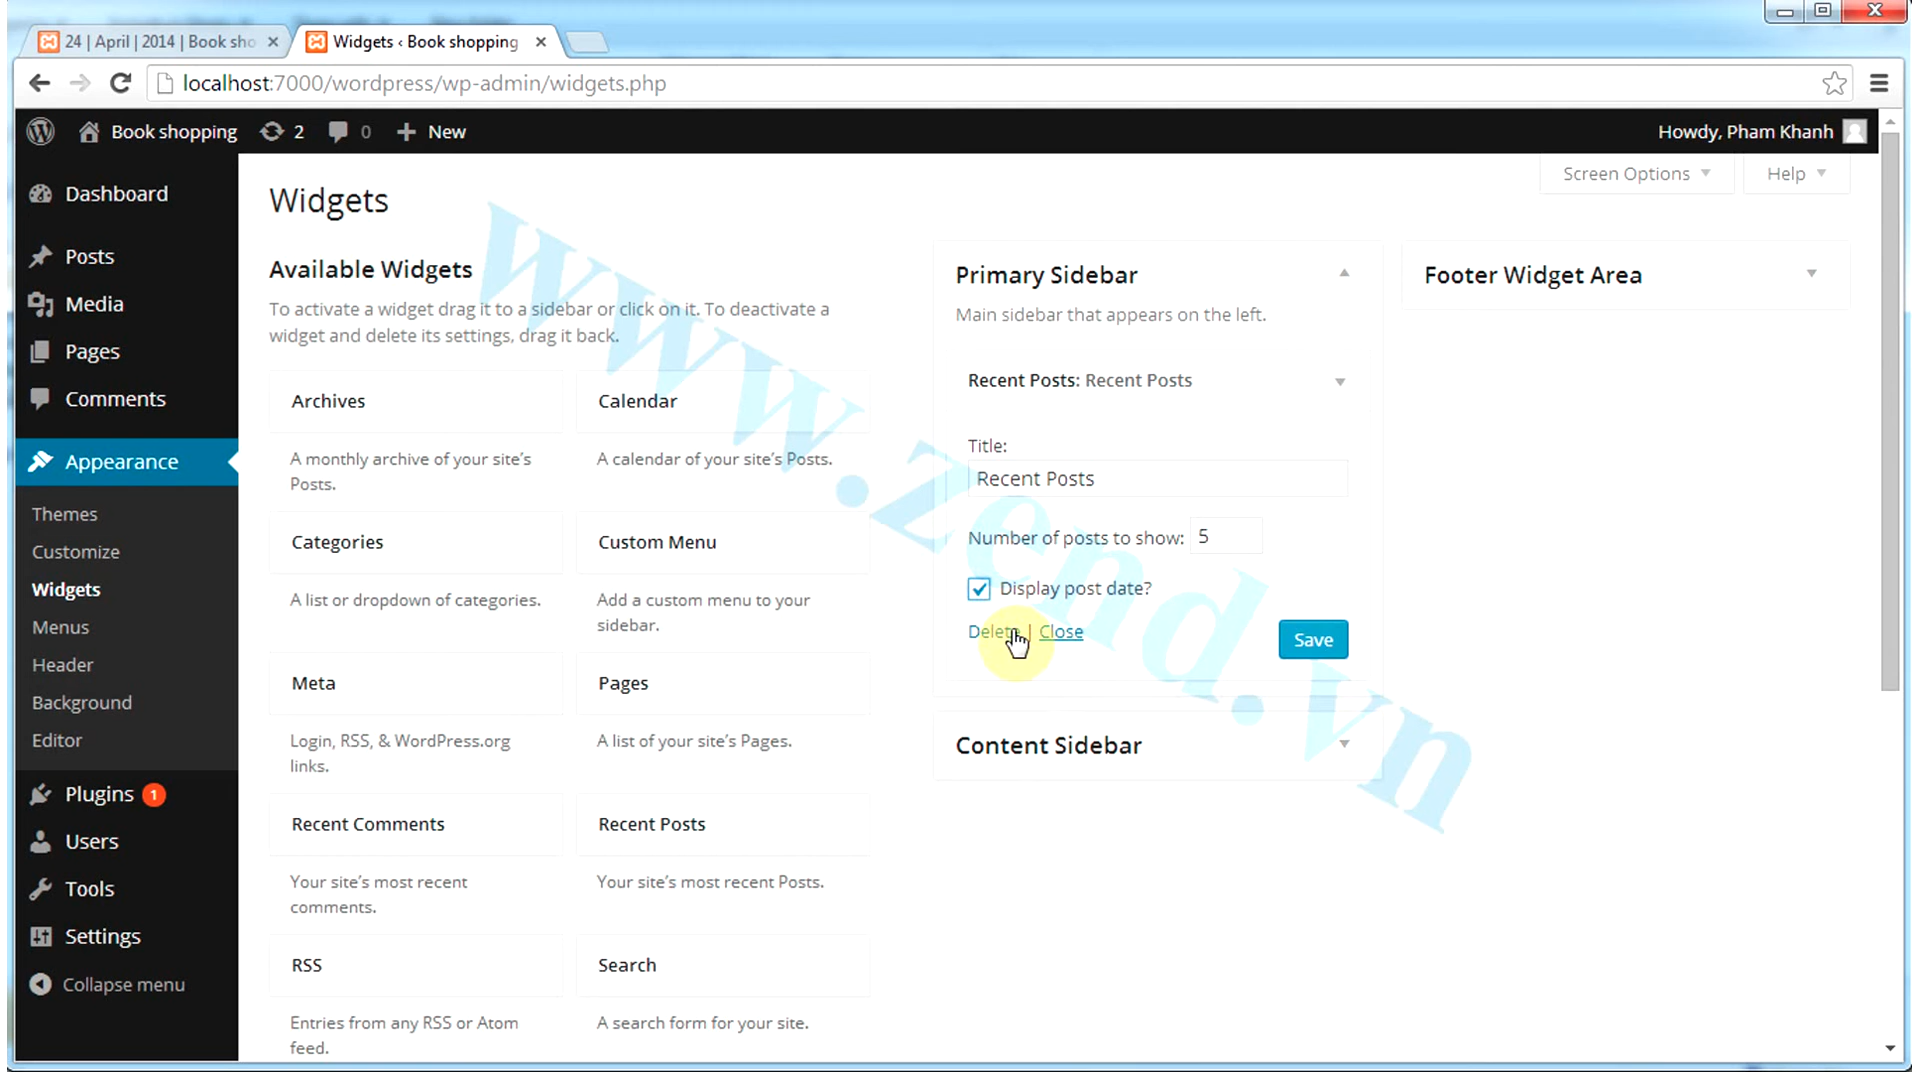 24 | April | 2014 | Book sho
Widgets ‹ Book shopping
localhost:7000/wordpress/wp-admin/widgets.php
Book shopping 2 0 New
Howdy, Pham Khanh
Screen Options
Help
Dashboard
Posts
Media
Pages
Comments
Appearance
Themes
Customize
Widgets
Menus
Header
Background
Editor
Plugins 1
Users
Tools
Settings
Collapse menu
Widgets
Available Widgets
To activate a widget drag it to a sidebar or click on it. To deactivate a
widget and delete its settings, drag it back.
Archives
A monthly archive of your site's
Posts.
Calendar
A calendar of your site's Posts.
Categories
A list or dropdown of categories.
Custom Menu
Add a custom menu to your
sidebar.
Meta
Login, RSS, & WordPress.org
links.
Pages
A list of your site's Pages.
Recent Comments
Your site's most recent
comments.
Recent Posts
Your site's most recent Posts.
RSS
Entries from any RSS or Atom
feed.
Search
A search form for your site.
Primary Sidebar
Main sidebar that appears on the left.
Recent Posts: Recent Posts
Title:
Recent Posts
Number of posts to show: 5
Display post date?
Delete | Close
Save
Content Sidebar
Footer Widget Area
www.zend.vn